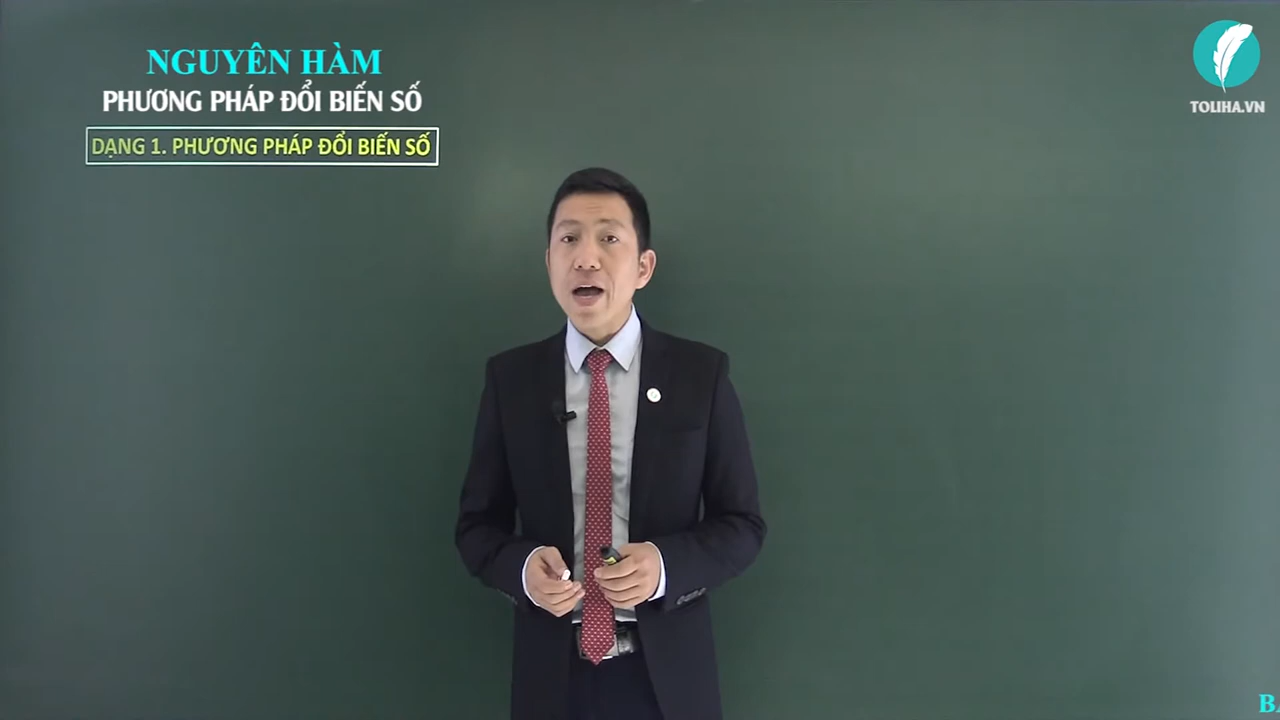 NGUYÊN HÀM
PHƯƠNG PHÁP ĐỔI BIẾN SỐ
DẠNG 1. PHƯƠNG PHÁP ĐỔI BIẾN SỐ
TOLIHA.VN